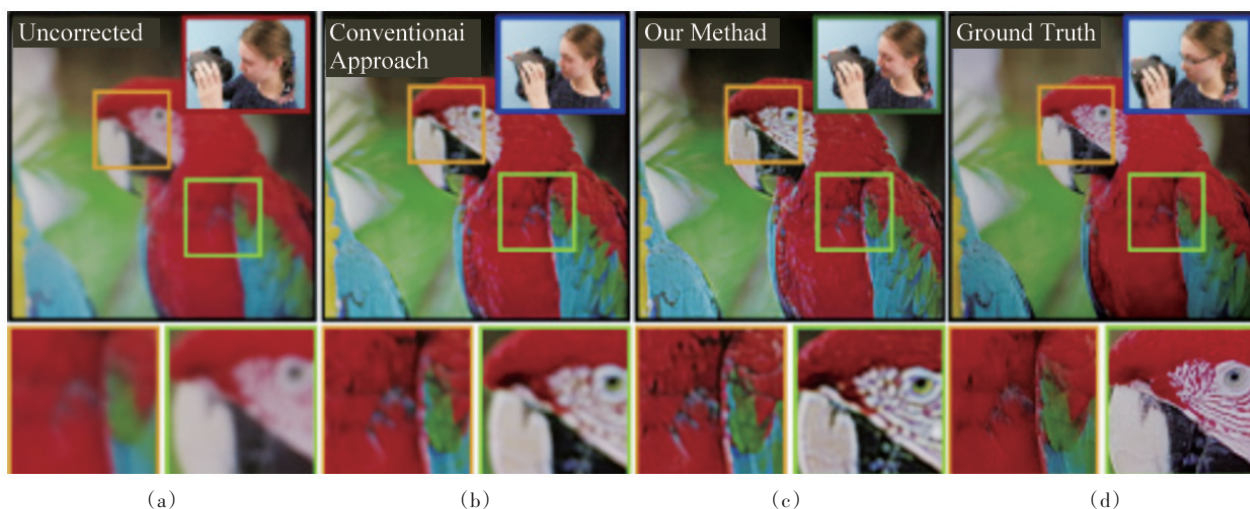 Uncorrected
Conventionai
Approach
Our Methad
Ground Truth
(a)
(b)
(c)
(d)